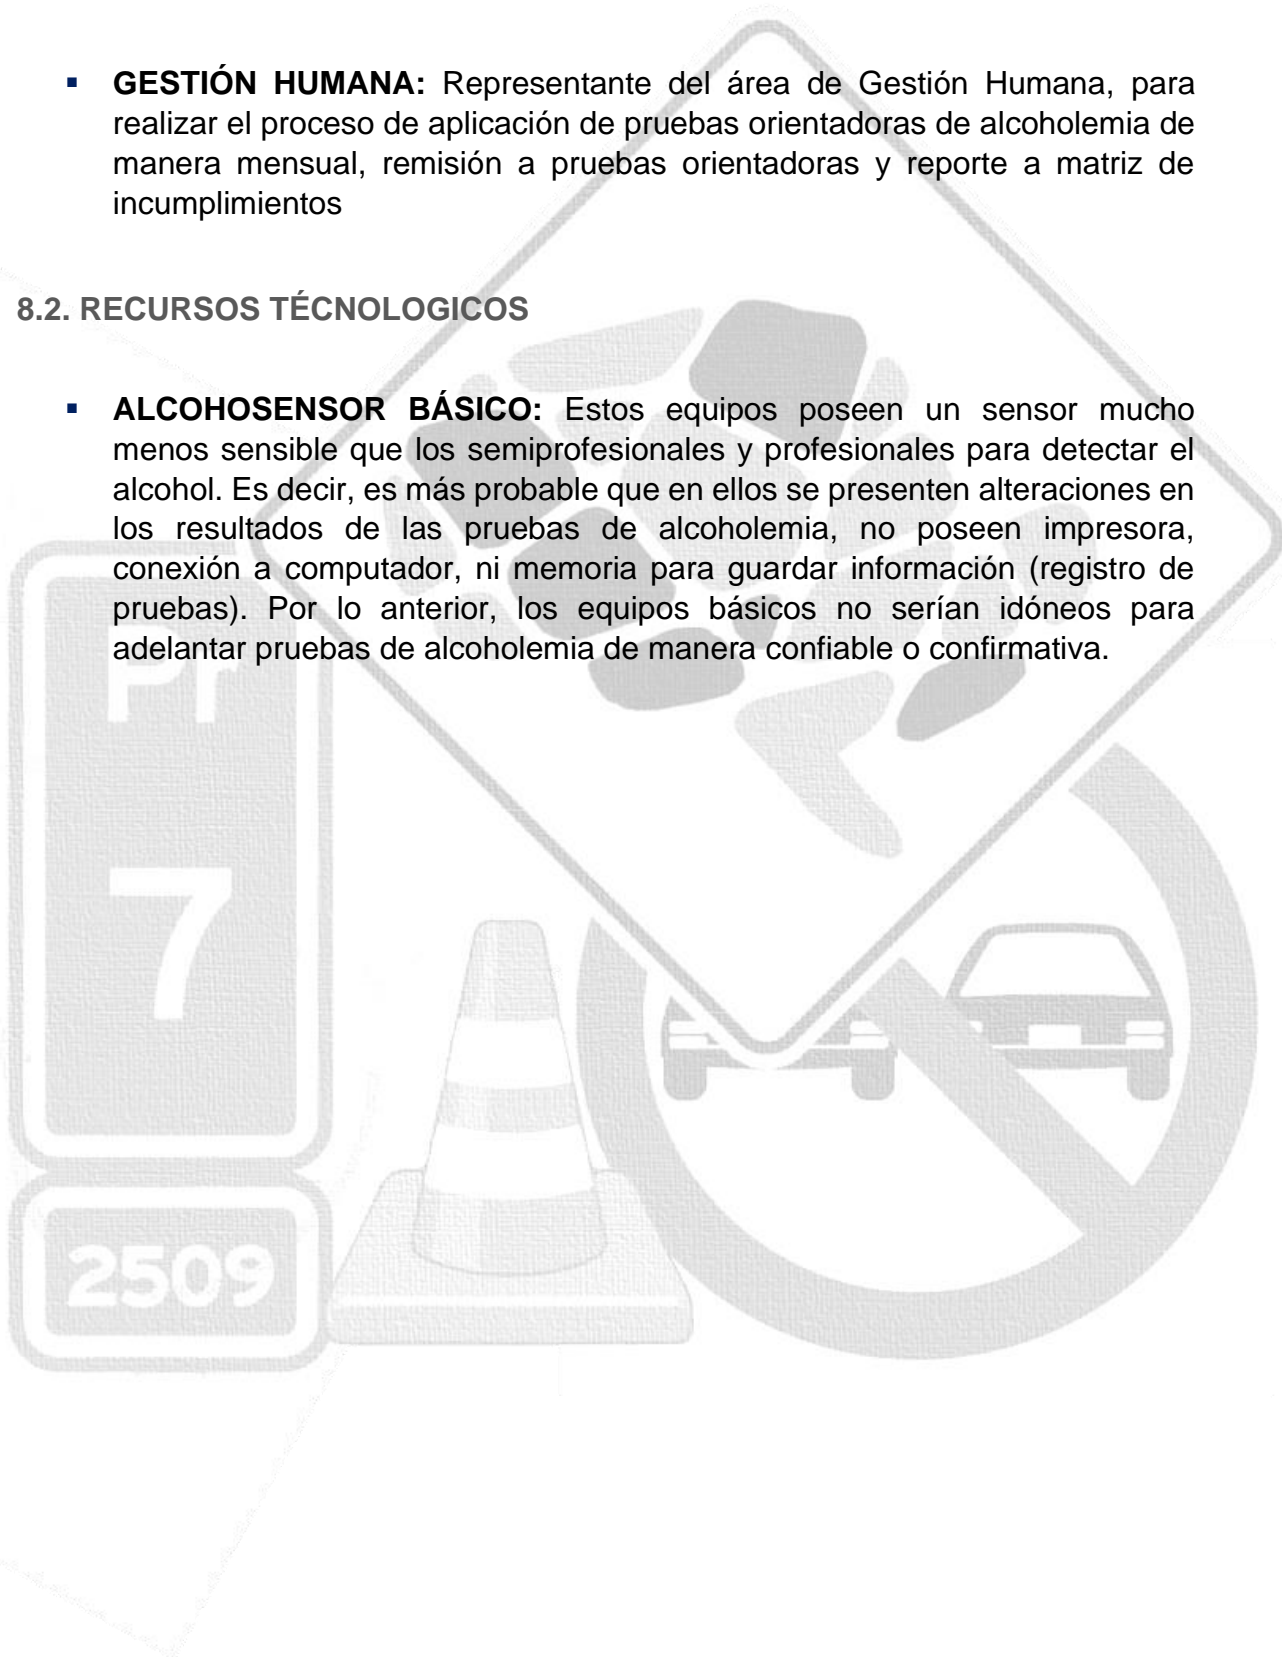 ▪ GESTIÓN HUMANA: Representante del área de Gestión Humana, para
realizar el proceso de aplicación de pruebas orientadoras de alcoholemia de
manera mensual, remisión a pruebas orientadoras y reporte a matriz de
incumplimientos
8.2. RECURSOS TÉCNOLOGICOS
▪ ALCOHOSENSOR BÁSICO: Estos equipos poseen un sensor mucho
menos sensible que los semiprofesionales y profesionales para detectar el
alcohol. Es decir, es más probable que en ellos se presenten alteraciones en
los resultados de las pruebas de alcoholemia, no poseen impresora,
conexión a computador, ni memoria para guardar información (registro de
pruebas). Por lo anterior, los equipos básicos no serían idóneos para
adelantar pruebas de alcoholemia de manera confiable o confirmativa.
Pr
7
2509